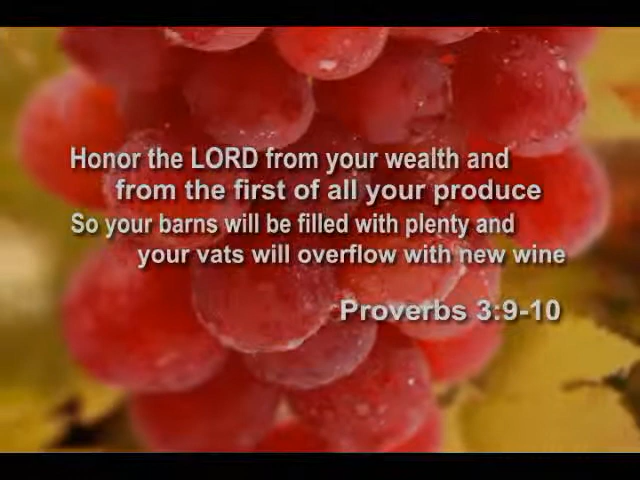 Honor the LORD from your wealth and
from the first of all your produce
So your barns will be filled with plenty and
your vats will overflow with new wine
Proverbs 3:9-10